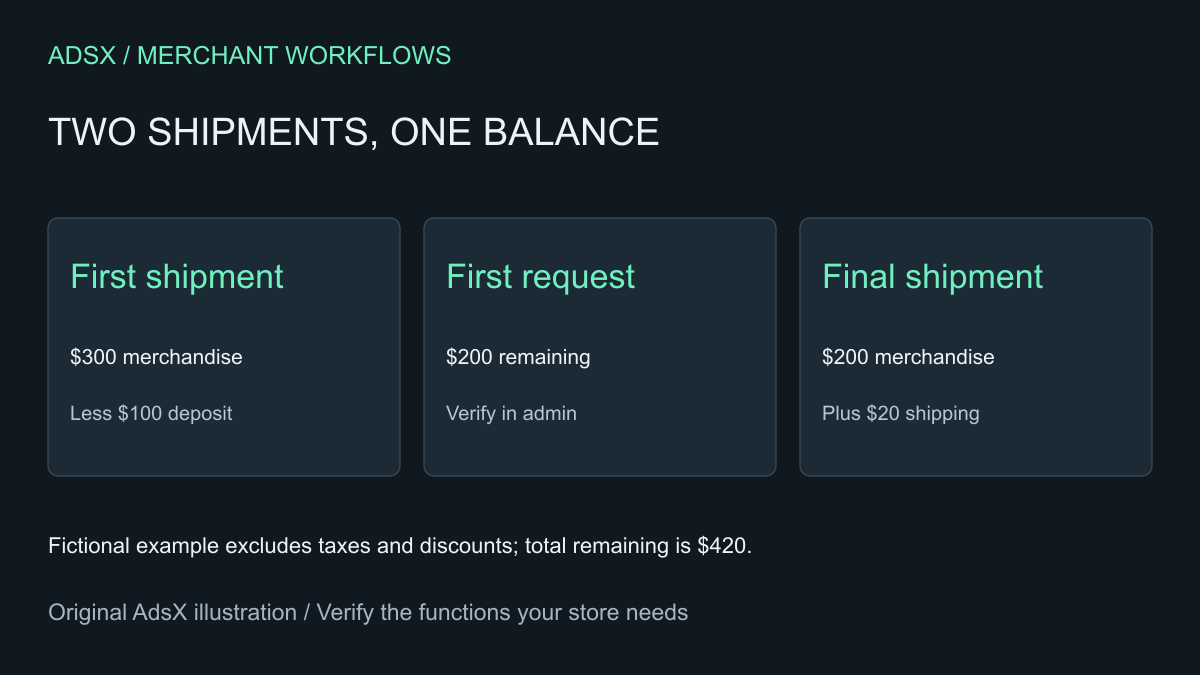 ADSX / MERCHANT WORKFLOWS
TWO SHIPMENTS, ONE BALANCE
First shipment
$300 merchandise
Less $100 deposit
First request
$200 remaining
Verify in admin
Final shipment
$200 merchandise
Plus $20 shipping
Fictional example excludes taxes and discounts; total remaining is $420.
Original AdsX illustration / Verify the functions your store needs